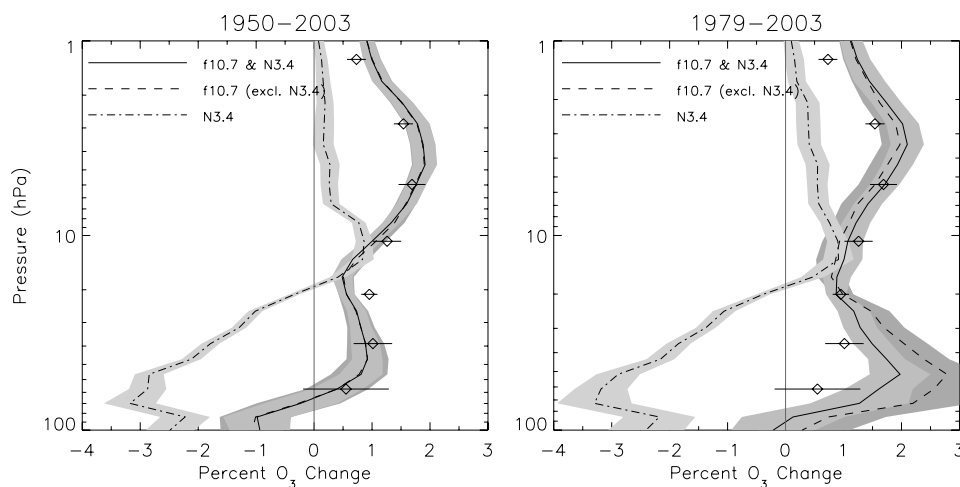 1950−2003
1
10
100
Pressure (hPa)
f10.7 & N3.4
f10.7 (excl. N3.4)
N3.4
−4 −3 −2 −1 0 1 2 3
Percent O₃ Change
1979−2003
1
10
100
Pressure (hPa)
f10.7 & N3.4
f10.7 (excl. N3.4)
N3.4
−4 −3 −2 −1 0 1 2 3
Percent O₃ Change